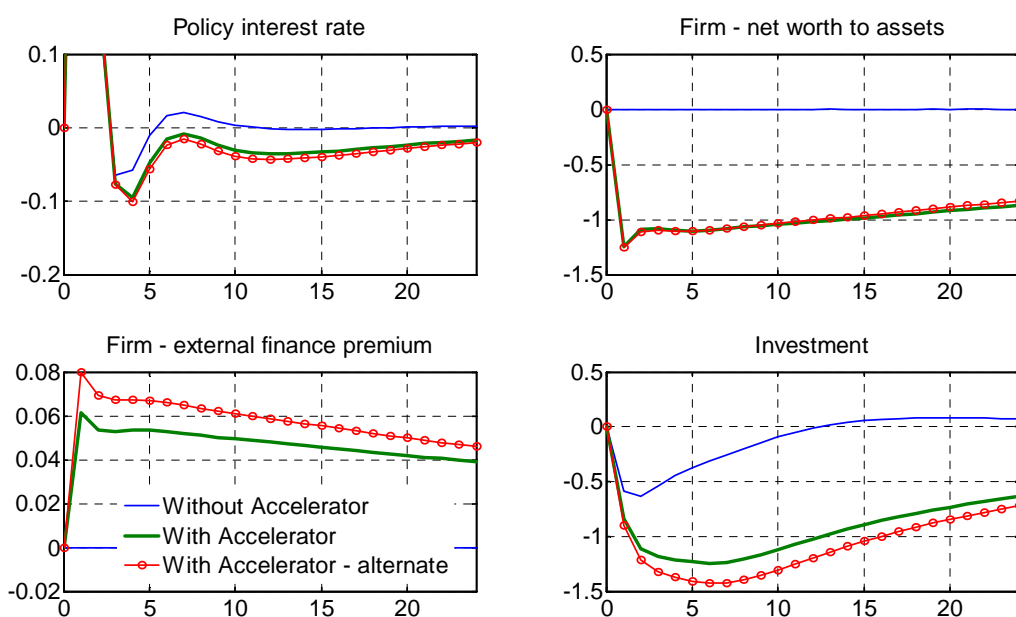 Policy interest rate
0.1
0
-0.1
-0.2
0 5 10 15 20
Firm - net worth to assets
0.5
0
-0.5
-1
-1.5
0 5 10 15 20
Firm - external finance premium
0.08
0.06
0.04
0.02
0
-0.02
0 5 10 15 20
Without Accelerator
With Accelerator
With Accelerator - alternate
Investment
0.5
0
-0.5
-1
-1.5
0 5 10 15 20